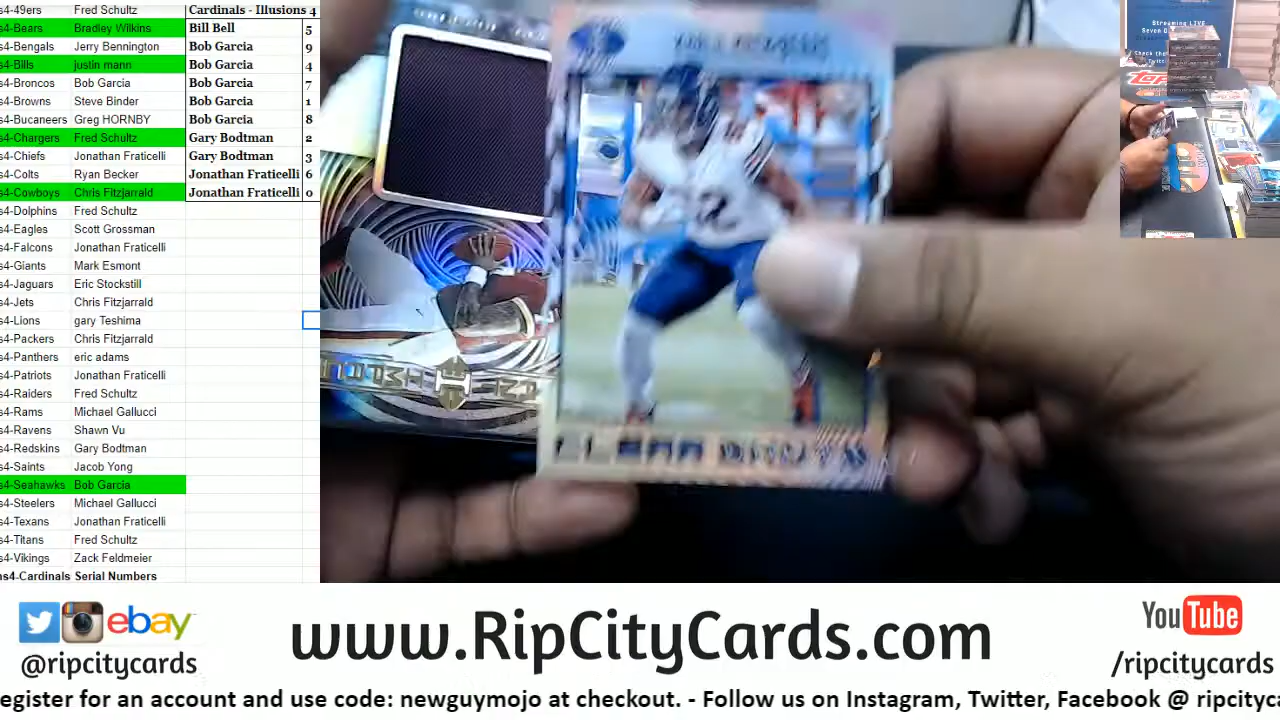 s4-49ers Fred Schultz Cardinals - Illusions 4
s4-Bears Bradley Wilkins Bill Bell 5
s4-Bengals Jerry Bennington Bob Garcia 9
s4-Bills justin mann Bob Garcia 4
s4-Broncos Bob Garcia Bob Garcia 7
s4-Browns Steve Binder Bob Garcia 1
s4-Bucaneers Greg HORNBY Bob Garcia 8
s4-Chargers Fred Schultz Gary Bodtman 2
s4-Chiefs Jonathan Fraticelli Gary Bodtman 3
s4-Colts Ryan Becker Jonathan Fraticelli 6
s4-Cowboys Chris Fitzjarrald Jonathan Fraticelli 0
s4-Dolphins Fred Schultz
s4-Eagles Scott Grossman
s4-Falcons Jonathan Fraticelli
s4-Giants Mark Esmont
s4-Jaguars Eric Stockstill
s4-Jets Chris Fitzjarrald
s4-Lions gary Teshima
s4-Packers Chris Fitzjarrald
s4-Panthers eric adams
s4-Patriots Jonathan Fraticelli
s4-Raiders Fred Schultz
s4-Rams Michael Gallucci
s4-Ravens Shawn Vu
s4-Redskins Gary Bodtman
s4-Saints Jacob Yong
s4-Seahawks Bob Garcia
s4-Steelers Michael Gallucci
s4-Texans Jonathan Fraticelli
s4-Titans Fred Schultz
s4-Vikings Zack Feldmeier
ns4-Cardinals Serial Numbers
Streaming LIVE
ebay
@ripcitycards
www.RipCityCards.com
YouTube
/ripcitycards
egister for an account and use code: newguymojo at checkout. - Follow us on Instagram, Twitter, Facebook @ ripcityc